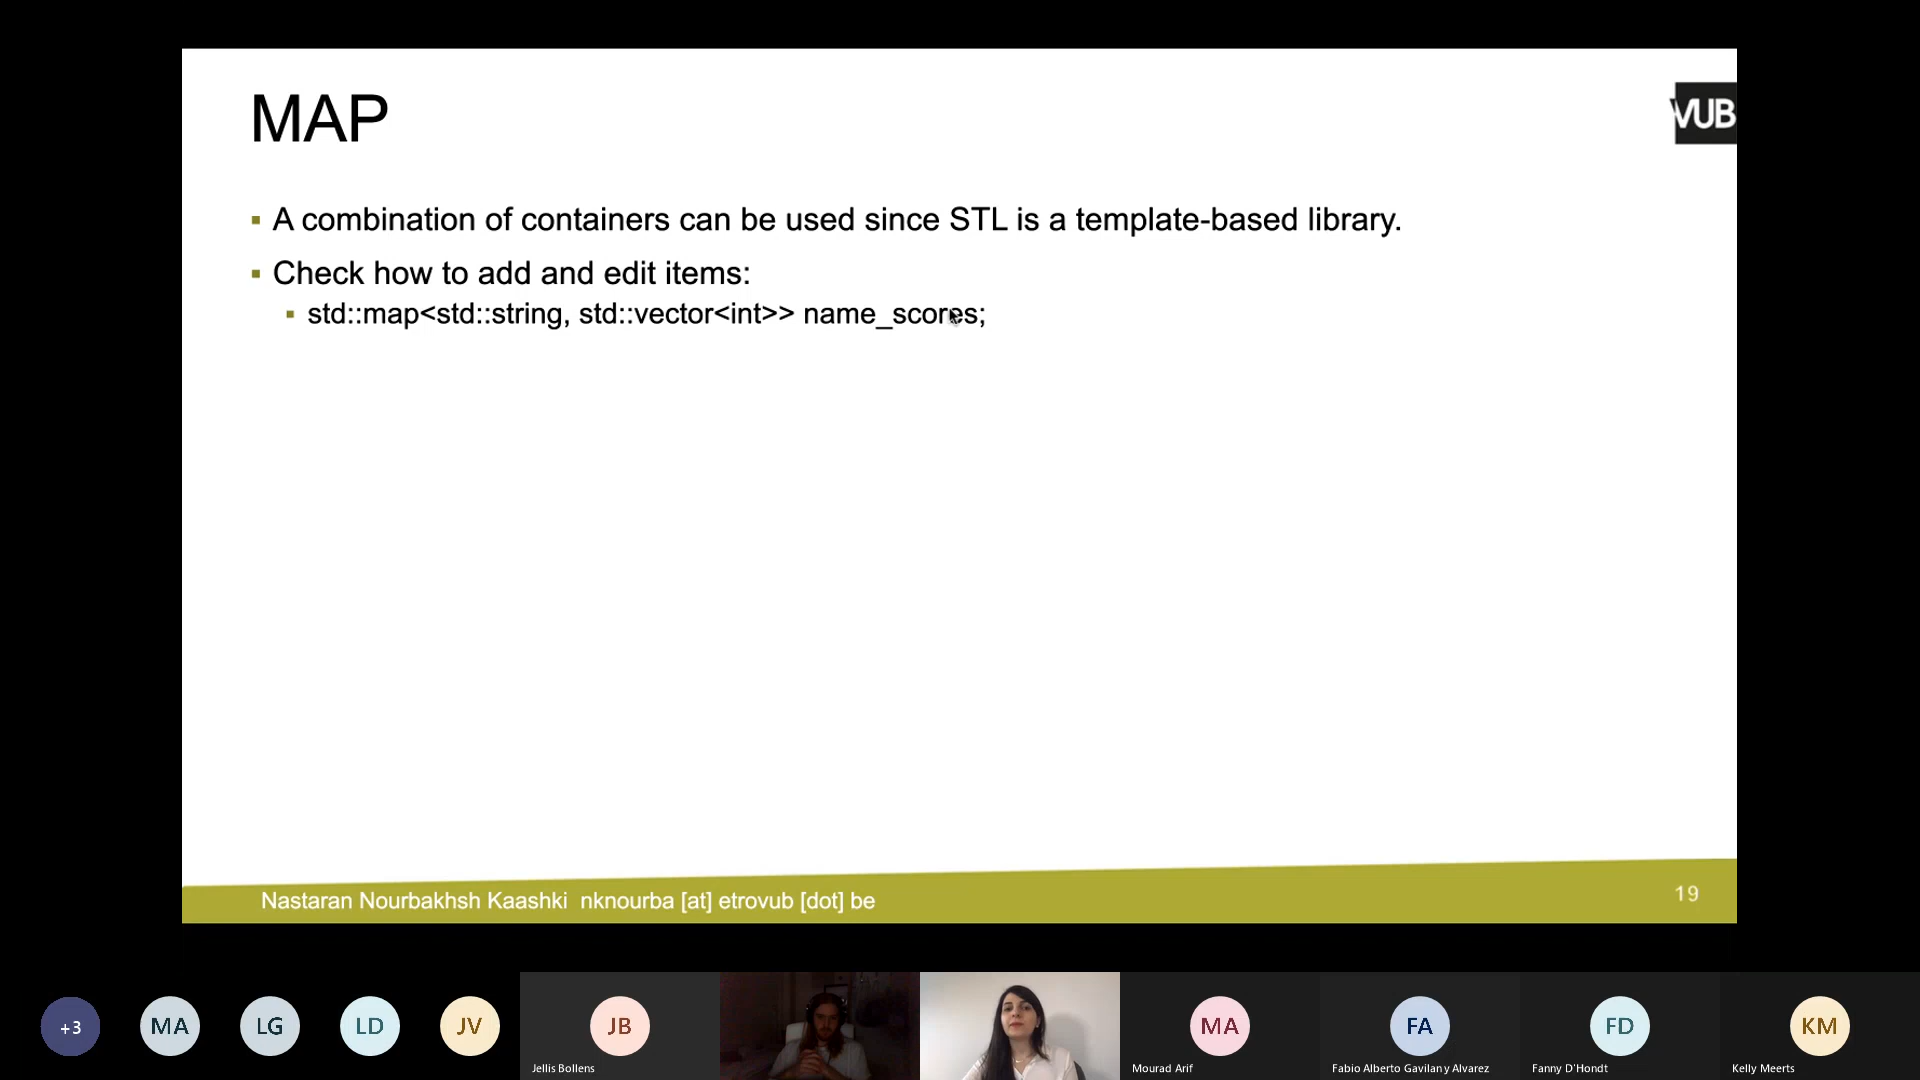 MAP
VUB
▪ A combination of containers can be used since STL is a template-based library.
▪ Check how to add and edit items:
▪ std::map<std::string, std::vector<int>> name_scores;
Nastaran Nourbakhsh Kaashki nknourba [at] etrovub [dot] be
19
+3
MA
LG
LD
JV
JB
MA
FA
FD
KM
Jellis Bollens
Mourad Arif
Fabio Alberto Gavilan y Alvarez
Fanny D'Hondt
Kelly Meerts